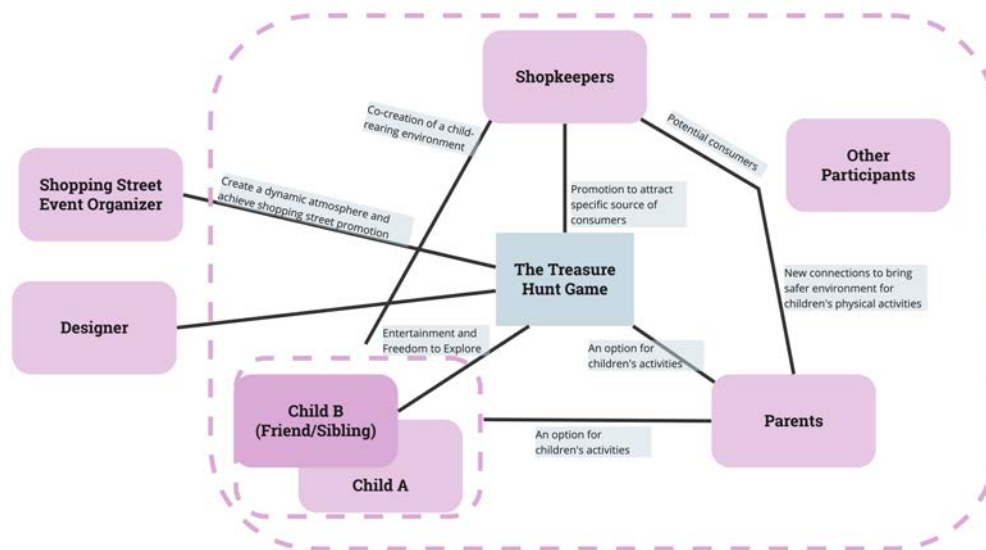 Shopkeepers
Co-creation of a child-
rearing environment
Potential consumers
Other
Participants
Shopping Street
Event Organizer
Create a dynamic atmosphere and
achieve shopping street promotion
Promotion to attract
specific source of
consumers
The Treasure
Hunt Game
New connections to bring
safer environment for
children's physical activities
Designer
Entertainment and
Freedom to Explore
An option for
children's activities
Child B
(Friend/Sibling)
Parents
An option for
children's activities
Child A